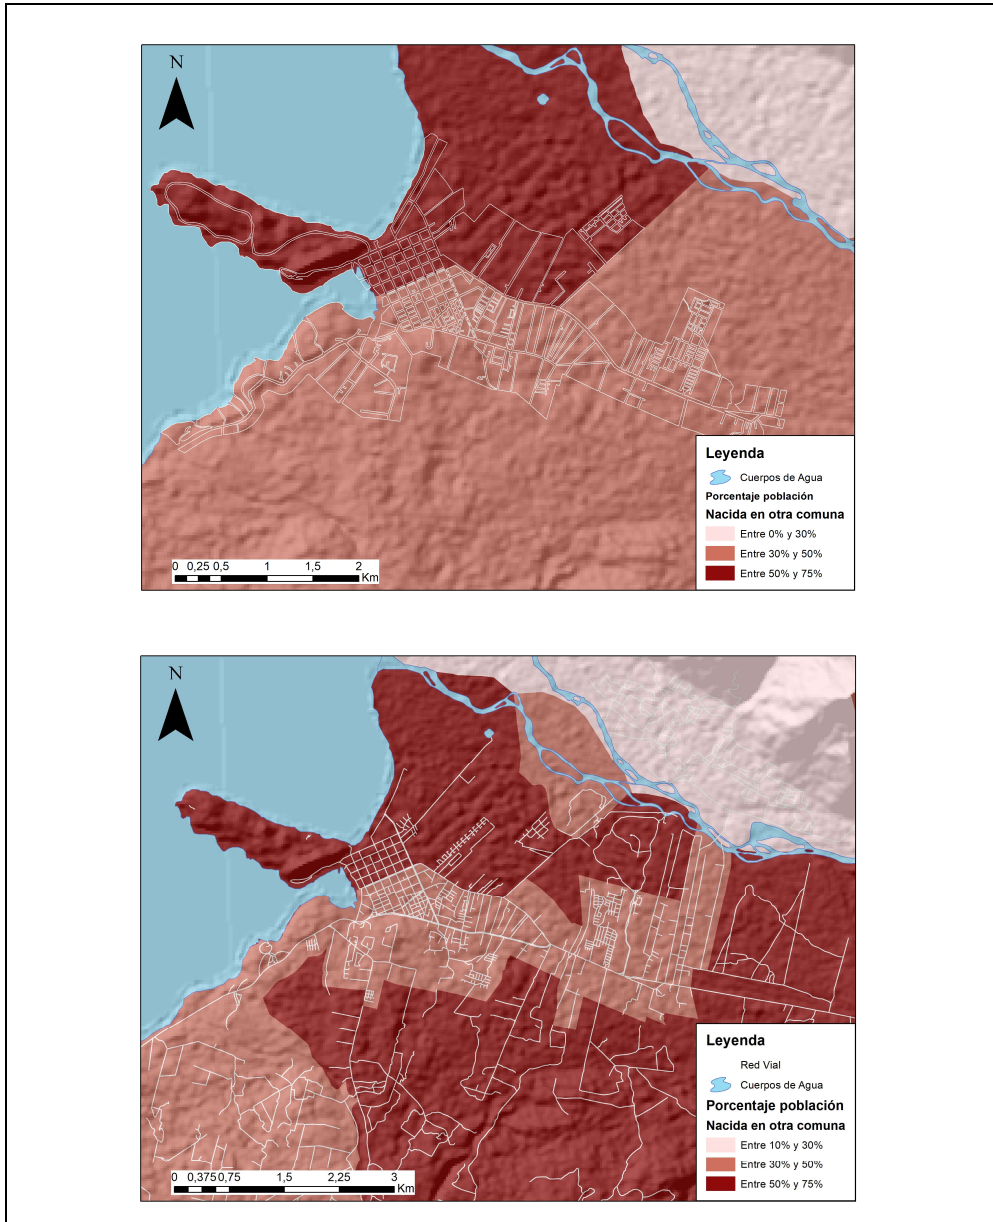 N
Leyenda
Cuerpos de Agua
Porcentaje población
Nacida en otra comuna
Entre 0% y 30%
Entre 30% y 50%
Entre 50% y 75%
0 0,25 0,5 1 1,5 2
Km
N
Leyenda
Red Vial
Cuerpos de Agua
Porcentaje población
Nacida en otra comuna
Entre 10% y 30%
Entre 30% y 50%
Entre 50% y 75%
0 0,375 0,75 1,5 2,25 3
Km